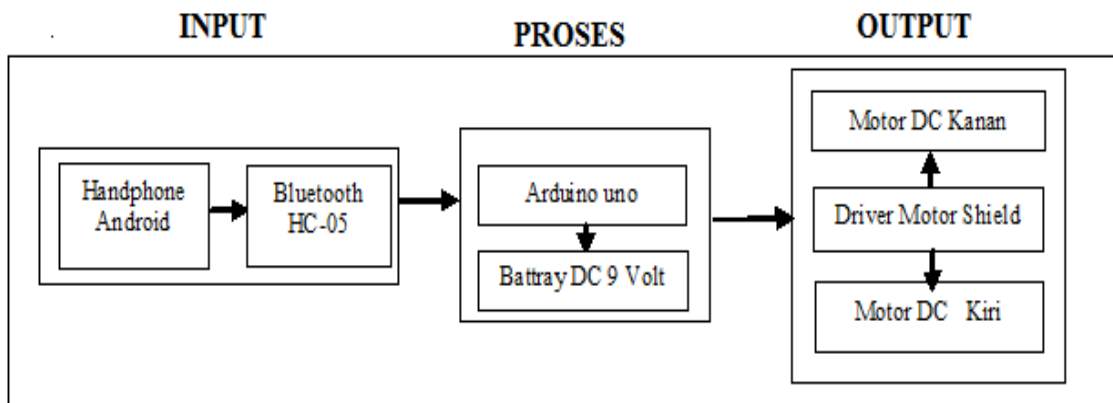 INPUT
PROSES
OUTPUT
Handphone
Android
Bluetooth
HC-05
Arduino uno
Battray DC 9 Volt
Motor DC Kanan
Driver Motor Shield
Motor DC Kiri